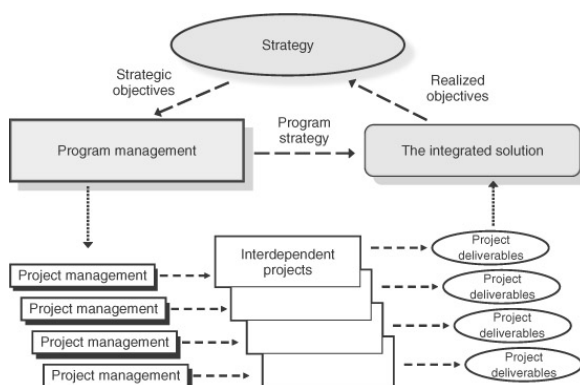 Strategy
Strategic
objectives
Realized
objectives
Program
strategy
Program management
The integrated solution
Interdependent
projects
Project
deliverables
Project management
Project
deliverables
Project management
Project
deliverables
Project management
Project
deliverables
Project management